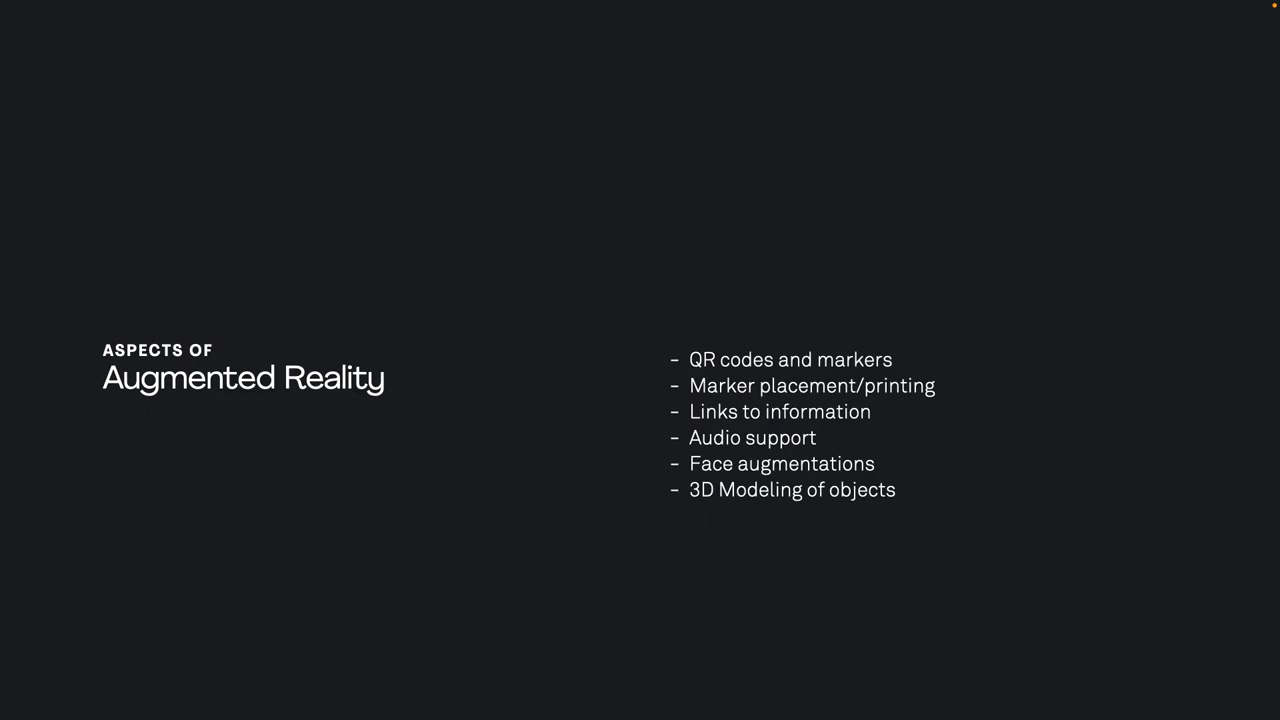 ASPECTS OF
Augmented Reality
- QR codes and markers
- Marker placement/printing
- Links to information
- Audio support
- Face augmentations
- 3D Modeling of objects